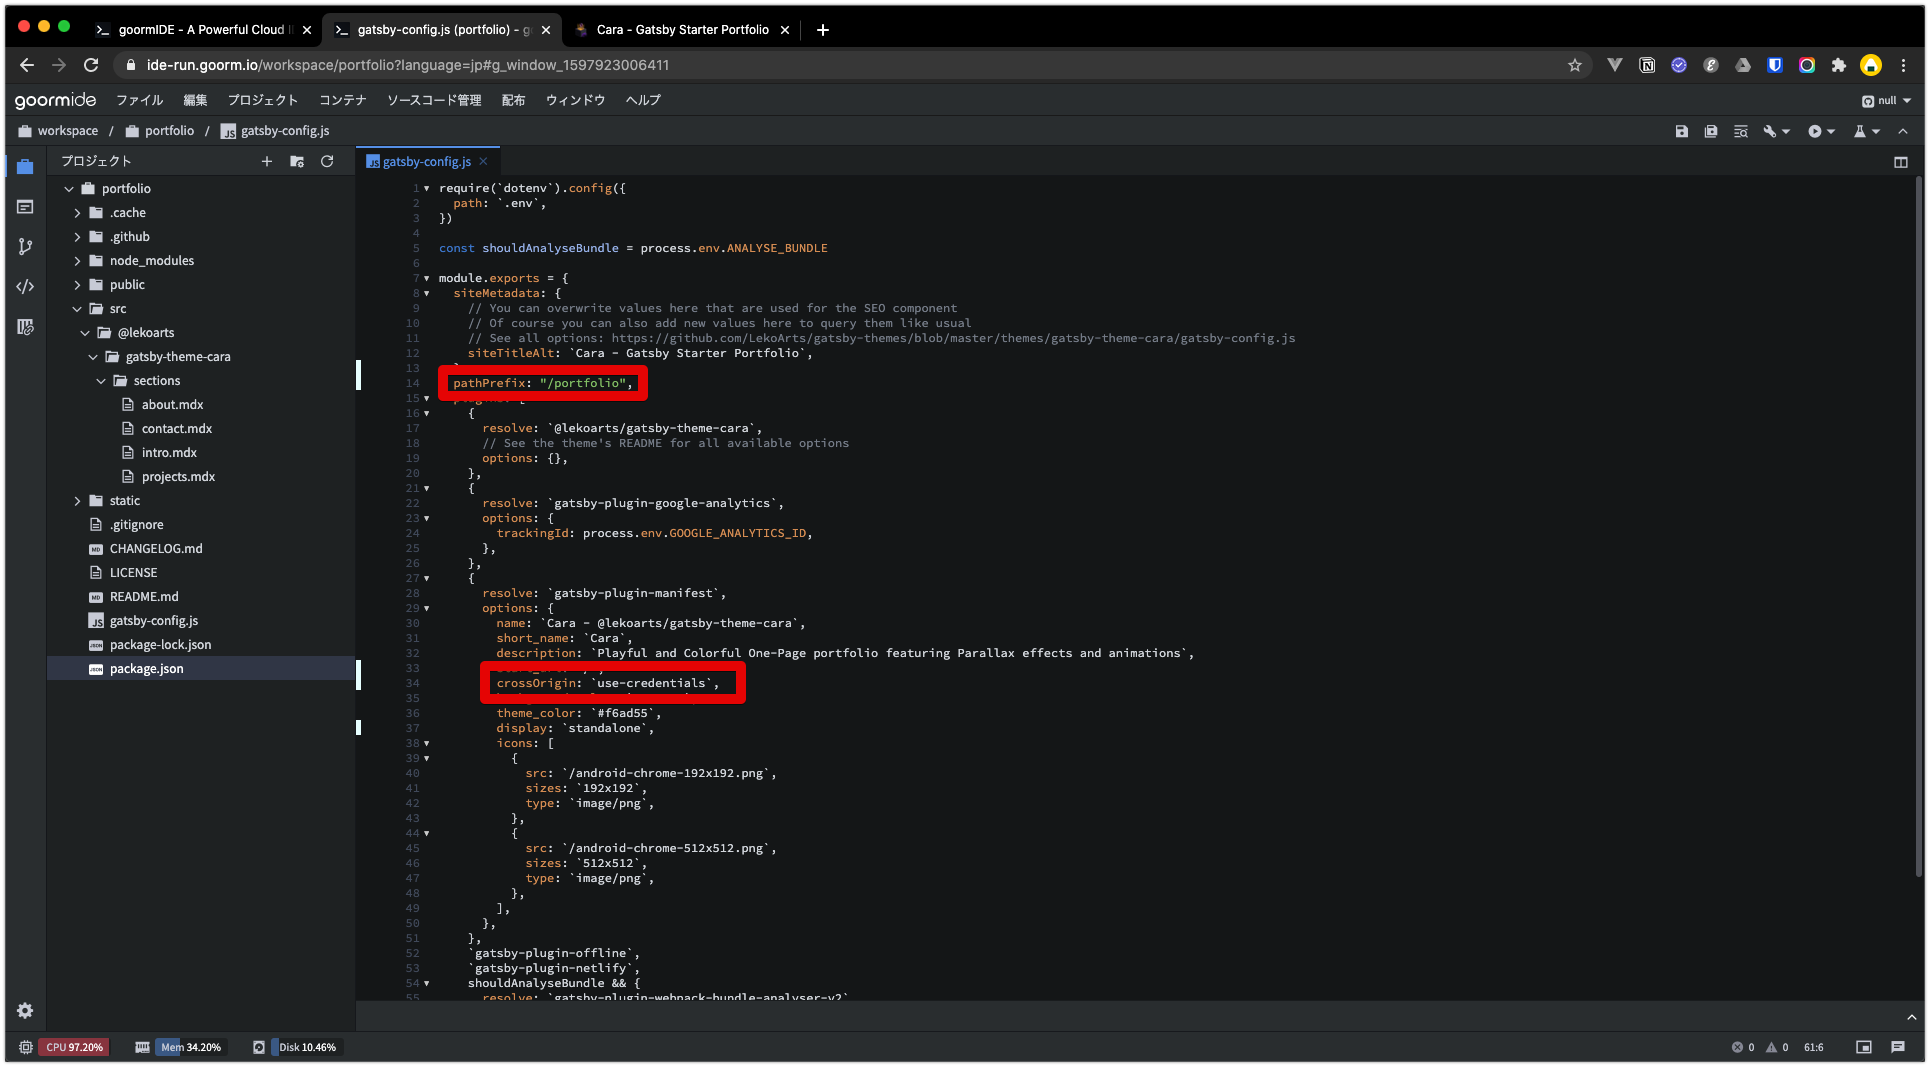 goormIDE - A Powerful Cloud I
gatsby-config.js (portfolio) - g
Cara - Gatsby Starter Portfolio
ide-run.goorm.io/workspace/portfolio?language=jp#g_window_1597923006411
goormide ファイル 編集 プロジェクト コンテナ ソースコード管理 配布 ウィンドウ ヘルプ null
workspace / portfolio / gatsby-config.js
プロジェクト
portfolio
.cache
.github
node_modules
public
src
@lekoarts
gatsby-theme-cara
sections
about.mdx
contact.mdx
intro.mdx
projects.mdx
static
.gitignore
CHANGELOG.md
LICENSE
README.md
gatsby-config.js
package-lock.json
package.json
gatsby-config.js
1 require(`dotenv`).config({
2 path: `.env`,
3 })
4
5 const shouldAnalyseBundle = process.env.ANALYSE_BUNDLE
6
7 module.exports = {
8 siteMetadata: {
9 // You can overwrite values here that are used for the SEO component
10 // Of course you can also add new values here to query them like usual
11 // See all options: https://github.com/LekoArts/gatsby-themes/blob/master/themes/gatsby-theme-cara/gatsby-config.js
12 siteTitleAlt: `Cara - Gatsby Starter Portfolio`,
13
14 pathPrefix: "/portfolio",
15
16 {
17 resolve: `@lekoarts/gatsby-theme-cara`,
18 // See the theme's README for all available options
19 options: {},
20 },
21 {
22 resolve: `gatsby-plugin-google-analytics`,
23 options: {
24 trackingId: process.env.GOOGLE_ANALYTICS_ID,
25 },
26 },
27 {
28 resolve: `gatsby-plugin-manifest`,
29 options: {
30 name: `Cara - @lekoarts/gatsby-theme-cara`,
31 short_name: `Cara`,
32 description: `Playful and Colorful One-Page portfolio featuring Parallax effects and animations`,
33
34 crossOrigin: `use-credentials`,
35
36 theme_color: `#f6ad55`,
37 display: `standalone`,
38 icons: [
39 {
40 src: `/android-chrome-192x192.png`,
41 sizes: `192x192`,
42 type: `image/png`,
43 },
44 {
45 src: `/android-chrome-512x512.png`,
46 sizes: `512x512`,
47 type: `image/png`,
48 },
49 ],
50 },
51 },
52 `gatsby-plugin-offline`,
53 `gatsby-plugin-netlify`,
54 shouldAnalyseBundle && {
55 resolve: `gatsby-plugin-webpack-bundle-analyser-v2`
CPU 97.20% Mem 34.20% Disk 10.46% 0 0 61:6